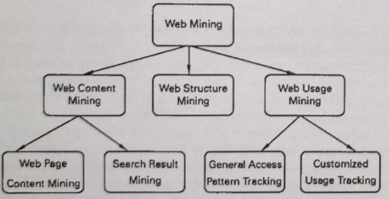 Web Mining
Web Content
Mining
Web Structure
Mining
Web Usage
Mining
Web Page
Content Mining
Search Result
Mining
General Access
Pattern Tracking
Customized
Usage Tracking